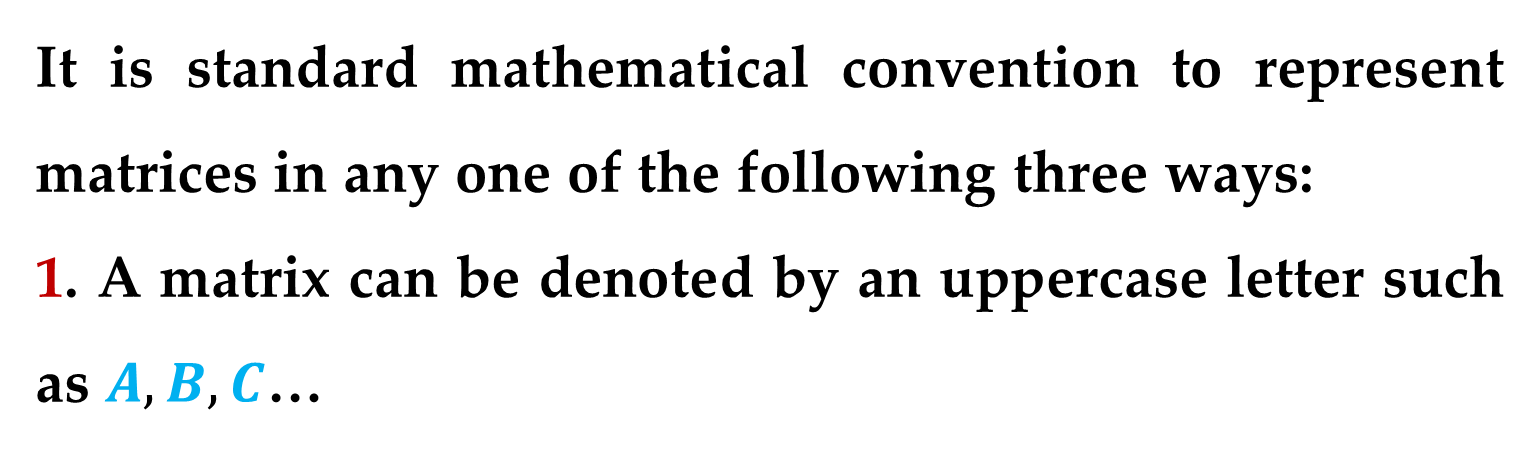 It is standard mathematical convention to represent
matrices in any one of the following three ways:
1. A matrix can be denoted by an uppercase letter such
as A, B, C…